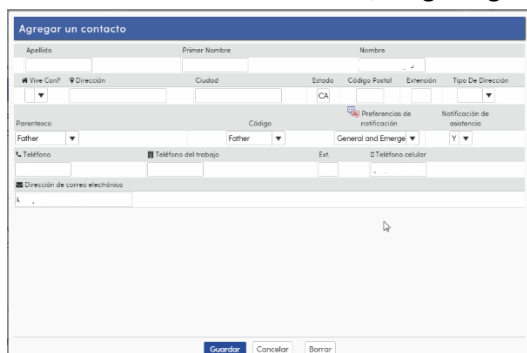 Agregar un contacto
Apellido Primer Nombre Nombre
Vive Con? Dirección Ciudad Estado Código Postal Extensión Tipo De Dirección
CA
Parentesco Código Preferencias de notificación Notificación de asistencia
Father Father General and Emerge Y
Teléfono Teléfono del trabajo Ext. Teléfono celular
Dirección de correo electrónico
Guardar Cancelar Borrar